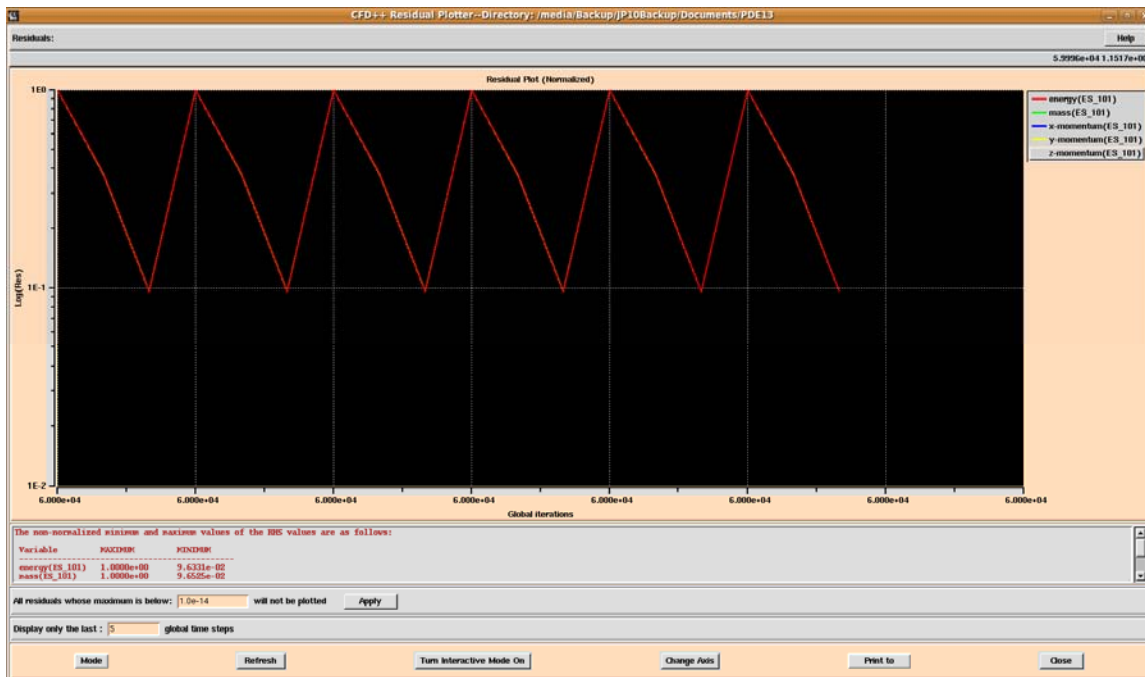 CFD++ Residual Plotter--Directory: /media/Backup/JP10Backup/Documents/PDE13
Residuals:
Help
5.9996e+04 1.1517e+00
Residual Plot (Normalized)
1E0
1E-1
1E-2
Log(Res)
energy(ES_101)
mass(ES_101)
x-momentum(ES_101)
y-momentum(ES_101)
z-momentum(ES_101)
6.000e+04 6.000e+04 6.000e+04 6.000e+04 6.000e+04 6.000e+04 6.000e+04 6.000e+04
Global iterations
The non-normalized minimum and maximum values of the RHS values are as follows:
Variable MAXIMUM MINIMUM
energy(ES_101) 1.0000e+00 9.6331e-02
mass(ES_101) 1.0000e+00 9.6525e-02
All residuals whose maximum is below: 1.0e-14 will not be plotted Apply
Display only the last : 5 global time steps
Mode Refresh Turn Interactive Mode On Change Axis Print to Close